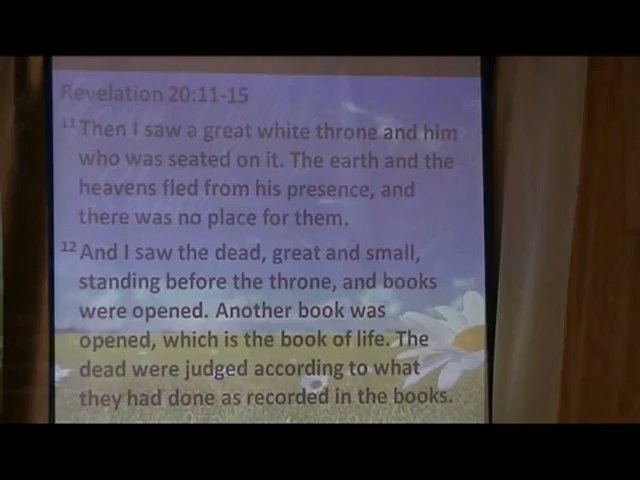 Revelation 20:11-15
11 Then I saw a great white throne and him
who was seated on it. The earth and the
heavens fled from his presence, and
there was no place for them.
12 And I saw the dead, great and small,
standing before the throne, and books
were opened. Another book was
opened, which is the book of life. The
dead were judged according to what
they had done as recorded in the books.